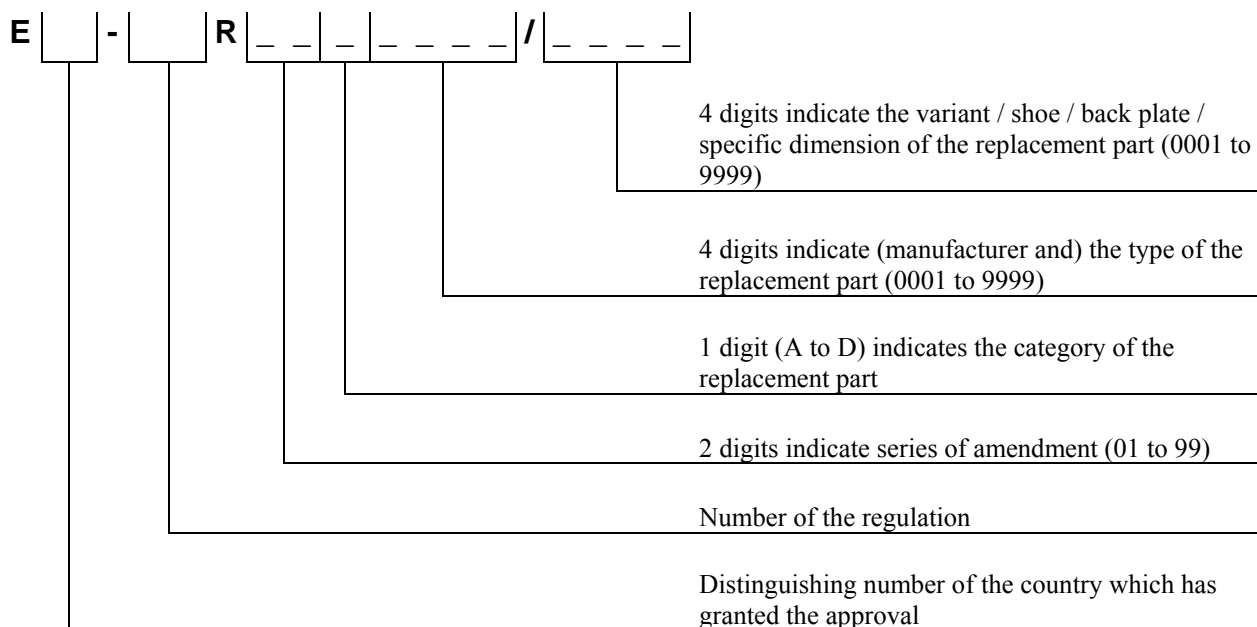 E - R _ _ _ _ _ _ _ / _ _ _ _
4 digits indicate the variant / shoe / back plate /
specific dimension of the replacement part (0001 to
9999)
4 digits indicate (manufacturer and) the type of the
replacement part (0001 to 9999)
1 digit (A to D) indicates the category of the
replacement part
2 digits indicate series of amendment (01 to 99)
Number of the regulation
Distinguishing number of the country which has
granted the approval